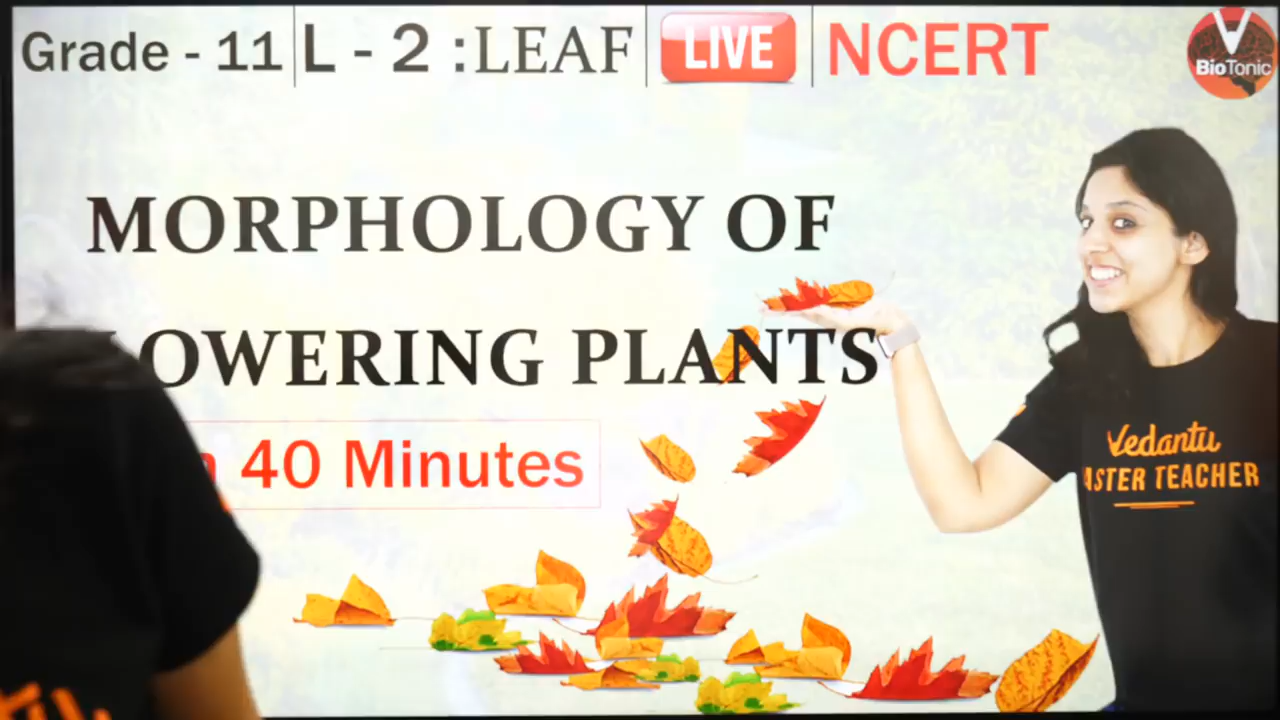 Grade - 11 L - 2 : LEAF LIVE NCERT
V
BioTonic
MORPHOLOGY OF
OWERING PLANTS
40 Minutes
Vedantu
ASTER TEACHER